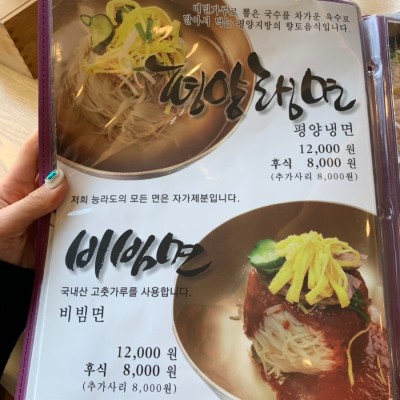 메밀가루로 뽑은 국수를 차가운 육수로
말아서 먹는 평양지방의 향토음식입니다.
평양냉면
평양냉면
12,000 원
후식 8,000 원
(추가사리 8,000원)
저희 능라도의 모든 면은 자가제분입니다.
비빔면
국내산 고춧가루를 사용합니다.
비빔면
12,000 원
후식 8,000 원
(추가사리 8,000원)